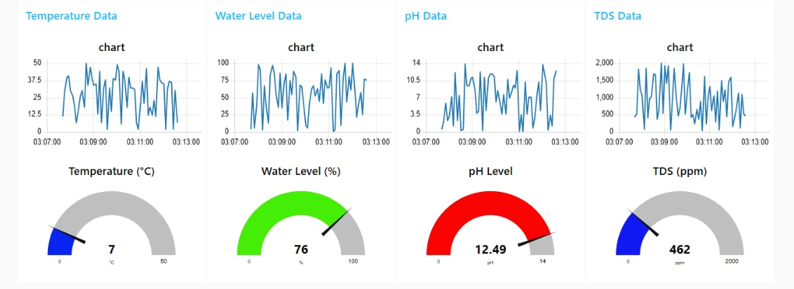 Temperature Data
chart
50
37.5
25
12.5
0
03:07:00 03:09:00 03:11:00 03:13:00
Temperature (°C)
7
°C
0 50
Water Level Data
chart
100
75
50
25
0
03:07:00 03:09:00 03:11:00 03:13:00
Water Level (%)
76
%
0 100
pH Data
chart
14
10.5
7
3.5
0
03:07:00 03:09:00 03:11:00 03:13:00
pH Level
12.49
pH
0 14
TDS Data
chart
2,000
1,500
1,000
500
0
03:07:00 03:09:00 03:11:00 03:13:00
TDS (ppm)
462
ppm
0 2000